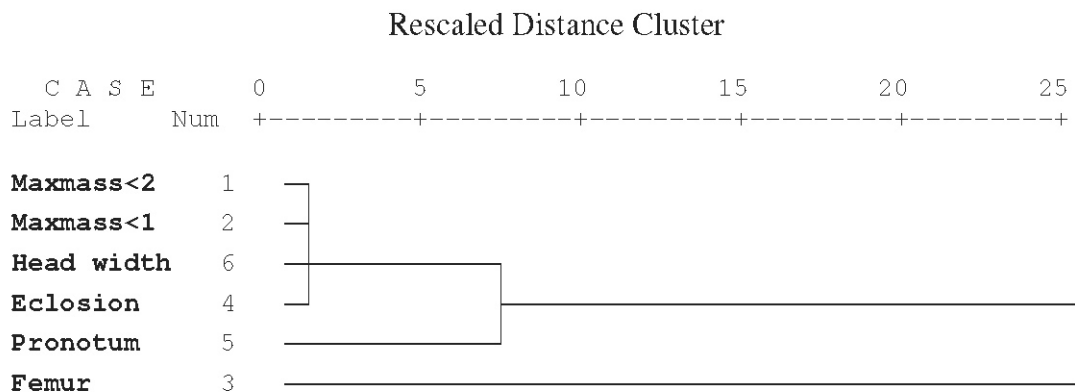 Rescaled Distance Cluster
C A S E 0 5 10 15 20 25
Label Num +---------+---------+---------+---------+---------+
Maxmass<2 1
Maxmass<1 2
Head width 6
Eclosion 4
Pronotum 5
Femur 3